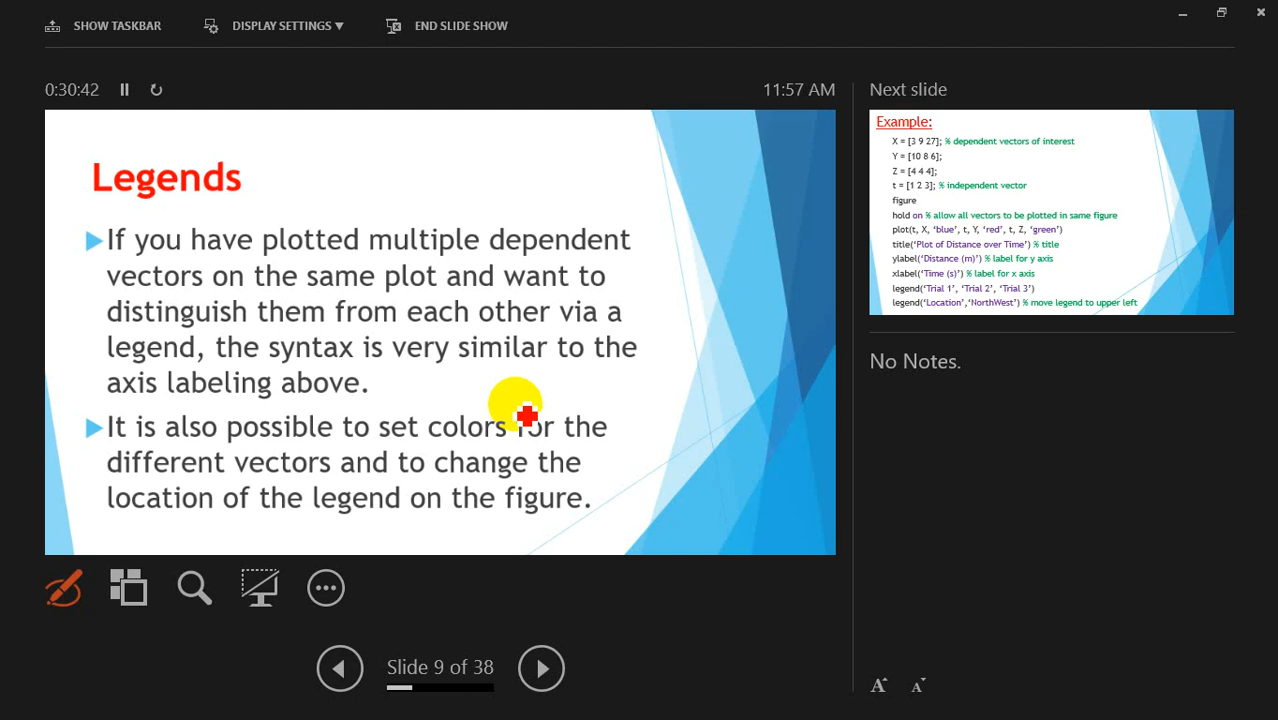 SHOW TASKBAR
DISPLAY SETTINGS ▼
END SLIDE SHOW
0:30:42
11:57 AM
Legends
If you have plotted multiple dependent
vectors on the same plot and want to
distinguish them from each other via a
legend, the syntax is very similar to the
axis labeling above.
It is also possible to set colors for the
different vectors and to change the
location of the legend on the figure.
Slide 9 of 38
Next slide
Example:
X = [3 9 27]; % dependent vectors of interest
Y = [10 8 6];
Z = [4 4 4];
t = [1 2 3]; % independent vector
figure
hold on % allow all vectors to be plotted in same figure
plot(t, X, ‘blue’, t, Y, ‘red’, t, Z, ‘green’)
title(‘Plot of Distance over Time’) % title
ylabel(‘Distance (m)’) % label for y axis
xlabel(‘Time (s)’) % label for x axis
legend(‘Trial 1’, ‘Trial 2’, ‘Trial 3’)
legend(‘Location’,‘NorthWest’) % move legend to upper left
No Notes.
A A